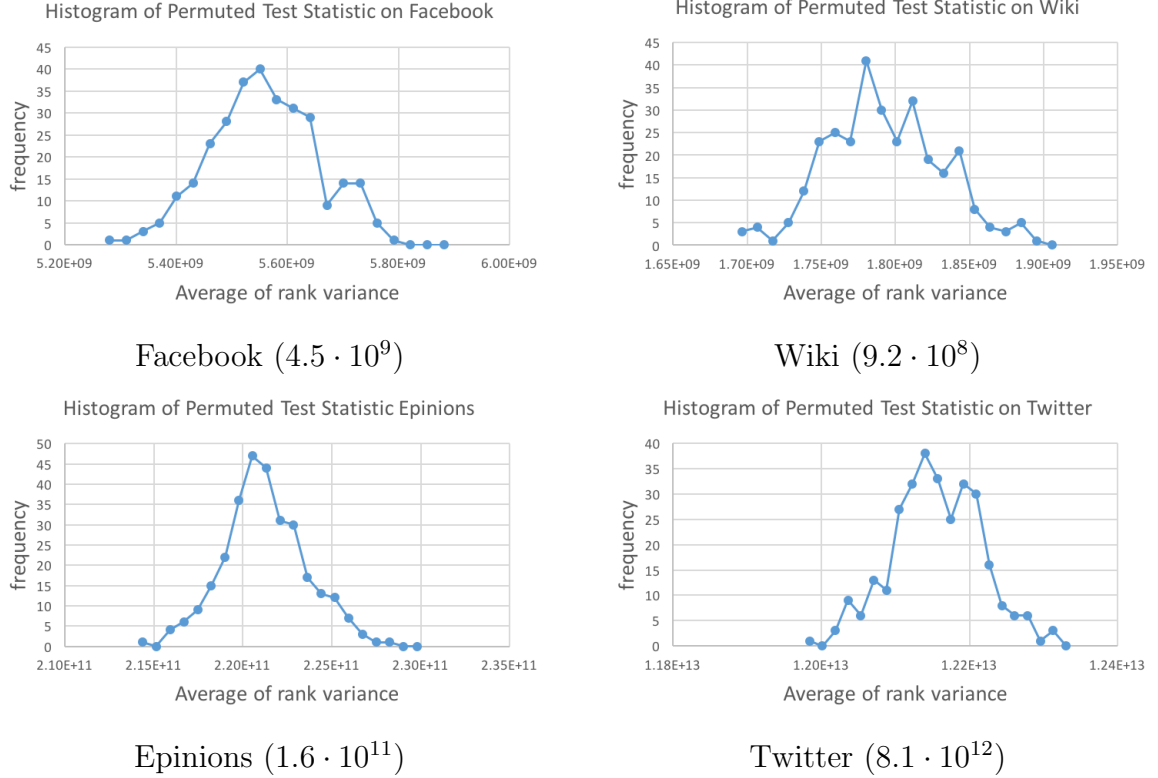 Histogram of Permuted Test Statistic on Facebook
45
40
35
30
25
20
15
10
5
0
frequency
5.20E+09 5.40E+09 5.60E+09 5.80E+09 6.00E+09
Average of rank variance
Facebook (4.5 · 10⁹)
Histogram of Permuted Test Statistic on Wiki
45
40
35
30
25
20
15
10
5
0
frequency
1.65E+09 1.70E+09 1.75E+09 1.80E+09 1.85E+09 1.90E+09 1.95E+09
Average of rank variance
Wiki (9.2 · 10⁸)
Histogram of Permuted Test Statistic Epinions
50
45
40
35
30
25
20
15
10
5
0
frequency
2.10E+11 2.15E+11 2.20E+11 2.25E+11 2.30E+11 2.35E+11
Average of rank variance
Epinions (1.6 · 10¹¹)
Histogram of Permuted Test Statistic on Twitter
40
35
30
25
20
15
10
5
0
frequency
1.18E+13 1.20E+13 1.22E+13 1.24E+13
Average of rank variance
Twitter (8.1 · 10¹²)